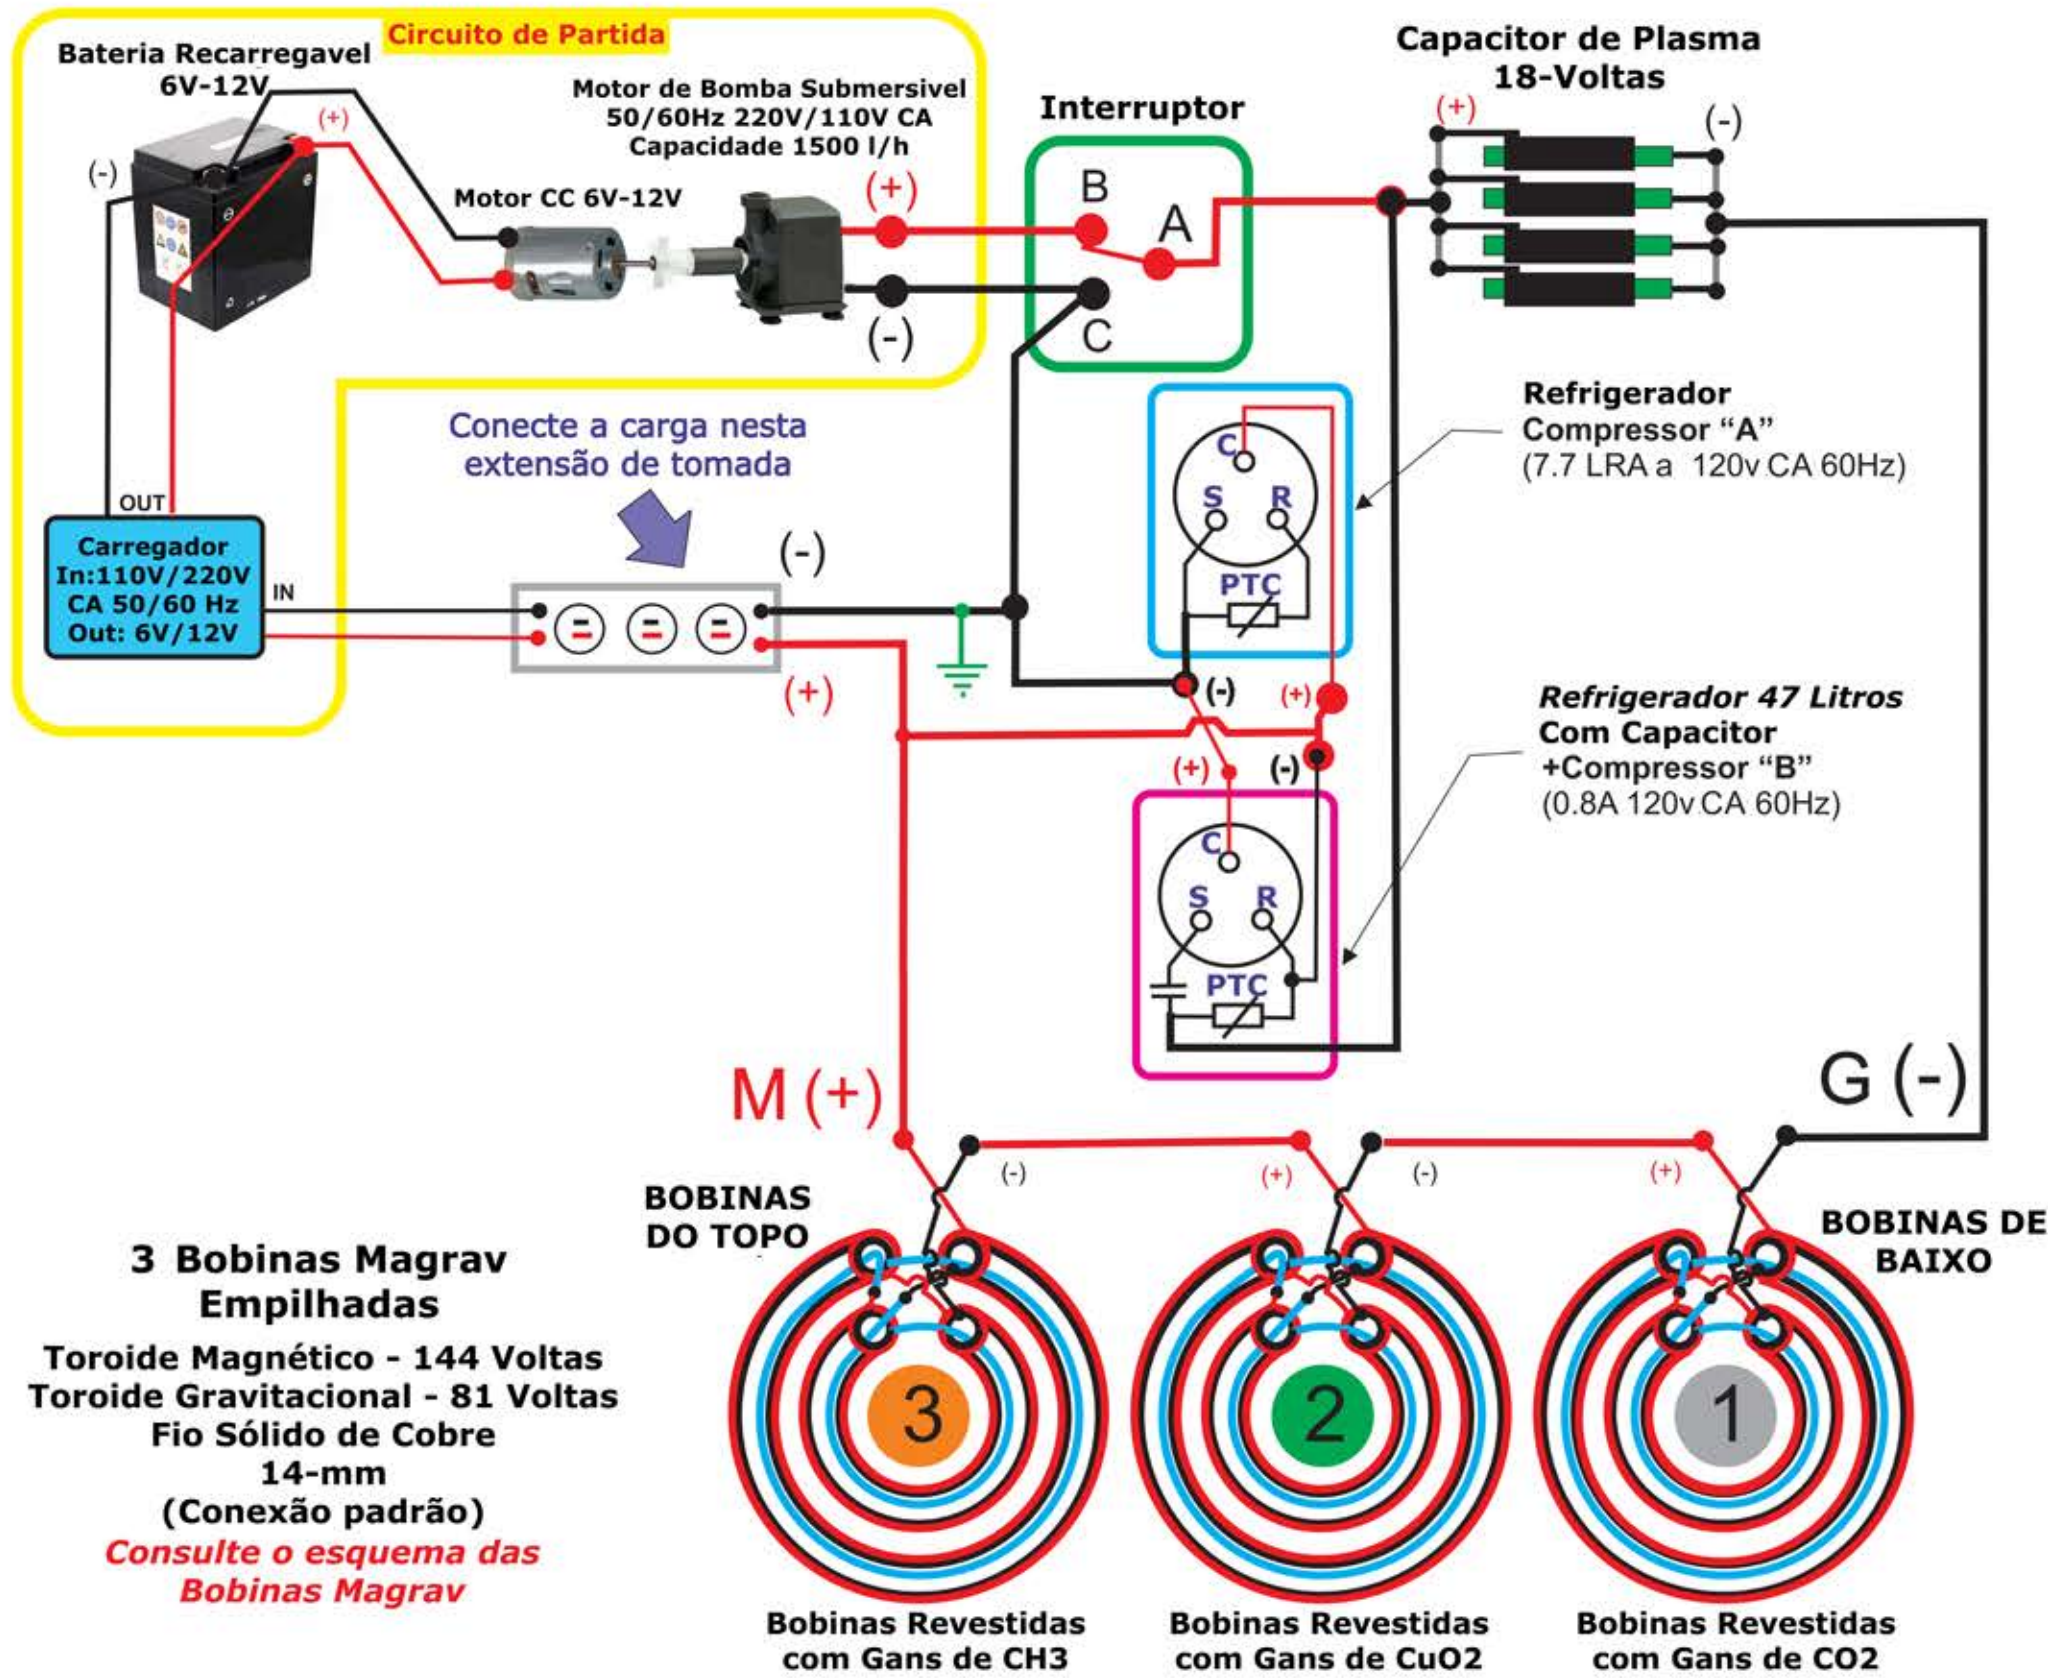 Circuito de Partida
Bateria Recarregavel
6V-12V
(+)
(-)
Motor de Bomba Submersivel
50/60Hz 220V/110V CA
Capacidade 1500 l/h
Motor CC 6V-12V
(+)
(-)
Interruptor
B
A
C
Capacitor de Plasma
18-Voltas
(+)
(-)
Conecte a carga nesta
extensão de tomada
OUT
Carregador
In:110V/220V
CA 50/60 Hz
Out: 6V/12V
IN
(-)
(+)
C
S R
PTC
(-)
(+)
Refrigerador
Compressor “A”
(7.7 LRA a 120v CA 60Hz)
(+)
(-)
C
S R
PTC
Refrigerador 47 Litros
Com Capacitor
+Compressor “B”
(0.8A 120v CA 60Hz)
M (+)
G (-)
(-)
(+)
(-)
(+)
BOBINAS
DO TOPO
BOBINAS DE
BAIXO
3 Bobinas Magrav
Empilhadas
Toroide Magnético - 144 Voltas
Toroide Gravitacional - 81 Voltas
Fio Sólido de Cobre
14-mm
(Conexão padrão)
Consulte o esquema das
Bobinas Magrav
3
2
1
Bobinas Revestidas
com Gans de CH3
Bobinas Revestidas
com Gans de CuO2
Bobinas Revestidas
com Gans de CO2